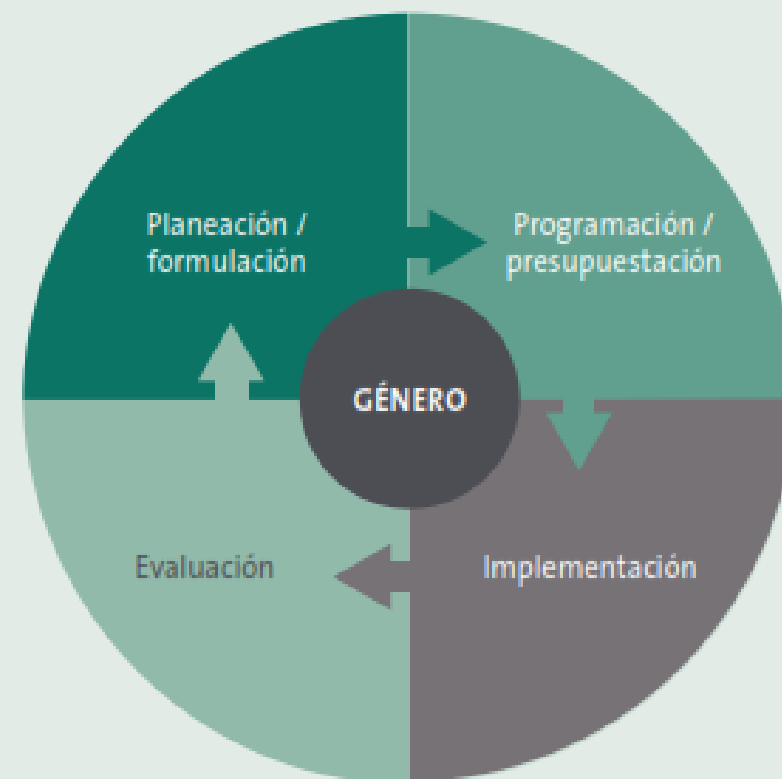 Planeación /
formulación
Programación /
presupuestación
GÉNERO
Evaluación
Implementación